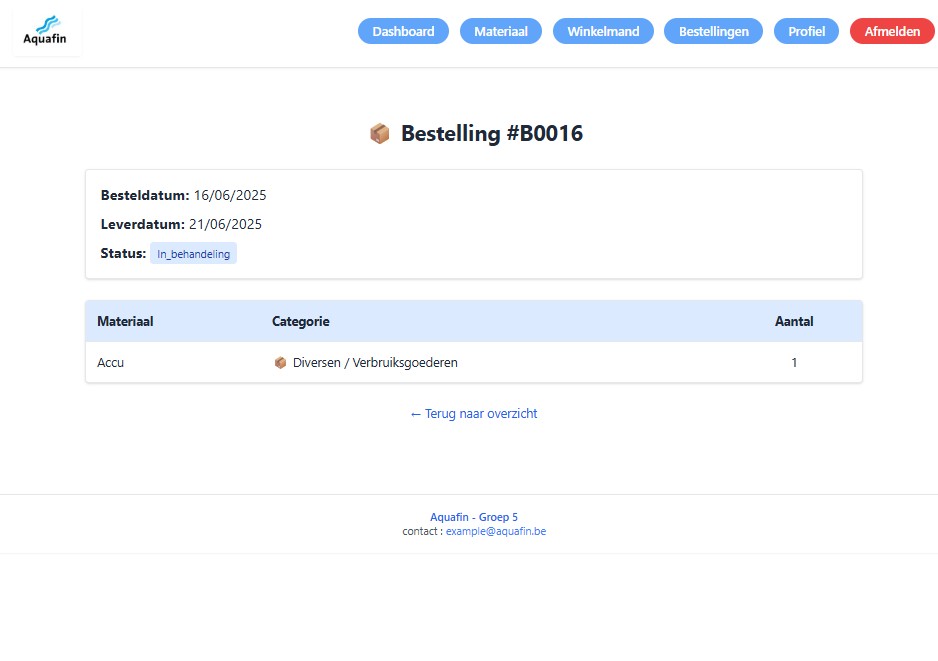 Aquafin
Dashboard Materiaal Winkelmand Bestellingen Profiel Afmelden
Bestelling #B0016
Besteldatum: 16/06/2025
Leverdatum: 21/06/2025
Status: In_behandeling
Materiaal Categorie Aantal
Accu Diversen / Verbruiksgoederen 1
← Terug naar overzicht
Aquafin - Groep 5
contact : example@aquafin.be